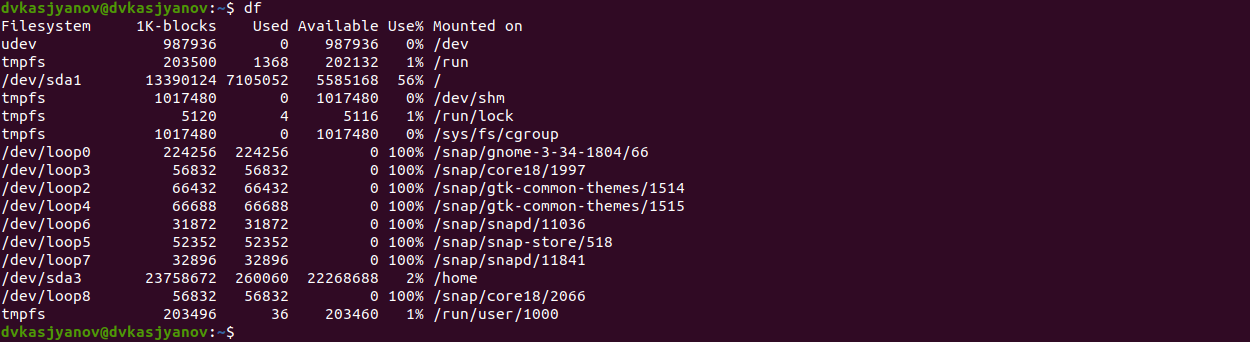 dvkasjyanov@dvkasjyanov:~$ df
Filesystem     1K-blocks    Used Available Use% Mounted on
udev              987936       0    987936   0% /dev
tmpfs             203500    1368    202132   1% /run
/dev/sda1       13390124 7105052   5585168  56% /
tmpfs            1017480       0   1017480   0% /dev/shm
tmpfs               5120       4      5116   1% /run/lock
tmpfs            1017480       0   1017480   0% /sys/fs/cgroup
/dev/loop0        224256  224256         0 100% /snap/gnome-3-34-1804/66
/dev/loop3         56832   56832         0 100% /snap/core18/1997
/dev/loop2         66432   66432         0 100% /snap/gtk-common-themes/1514
/dev/loop4         66688   66688         0 100% /snap/gtk-common-themes/1515
/dev/loop6         31872   31872         0 100% /snap/snapd/11036
/dev/loop5         52352   52352         0 100% /snap/snap-store/518
/dev/loop7         32896   32896         0 100% /snap/snapd/11841
/dev/sda3       23758672  260060  22268688   2% /home
/dev/loop8         56832   56832         0 100% /snap/core18/2066
tmpfs             203496      36    203460   1% /run/user/1000
dvkasjyanov@dvkasjyanov:~$